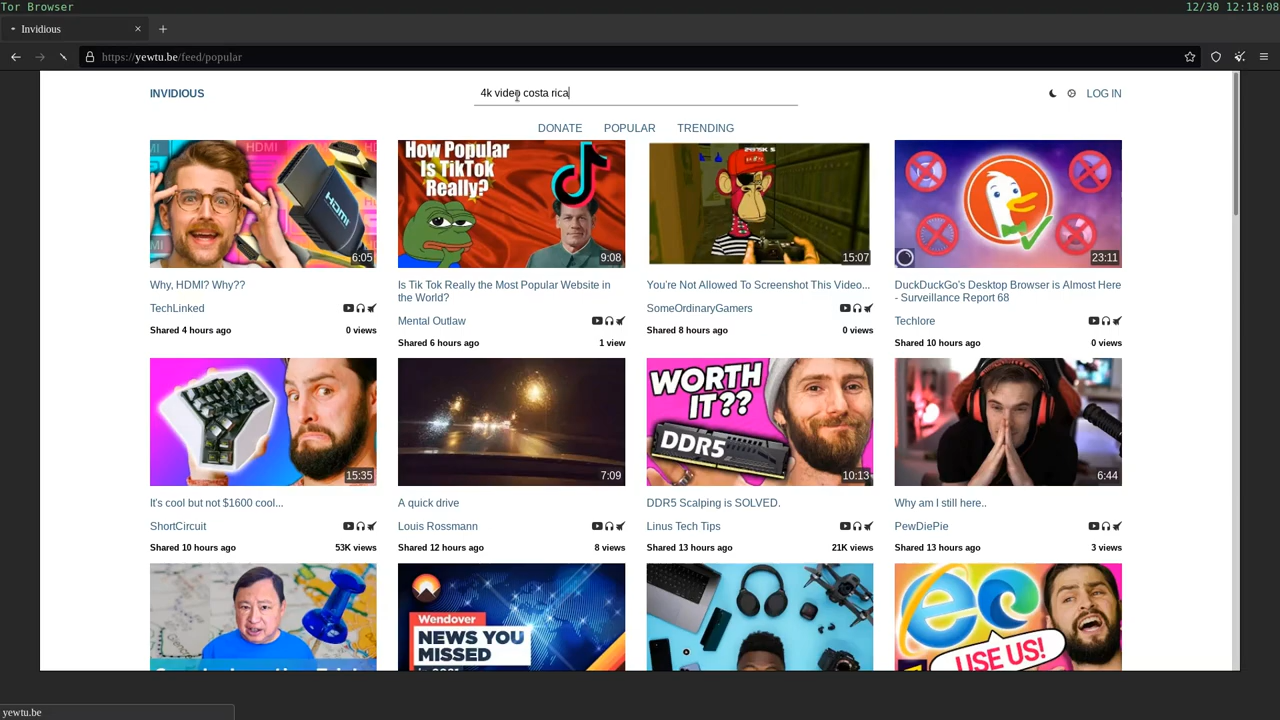 Tor Browser
12/30 12:18:08
Invidious
https://yewtu.be/feed/popular
INVIDIOUS
4k video costa rica
LOG IN
DONATE
POPULAR
TRENDING
HDMI
HDMI
6:05
How Popular
Is TikTok
Really?
9:08
15:07
23:11
Why, HDMI? Why??
Is Tik Tok Really the Most Popular Website in
the World?
You're Not Allowed To Screenshot This Video...
DuckDuckGo's Desktop Browser is Almost Here
- Surveillance Report 68
TechLinked
Mental Outlaw
SomeOrdinaryGamers
Techlore
Shared 4 hours ago
0 views
Shared 6 hours ago
1 view
Shared 8 hours ago
0 views
Shared 10 hours ago
0 views
15:35
7:09
WORTH
IT??
DDR5
10:13
6:44
It's cool but not $1600 cool...
A quick drive
DDR5 Scalping is SOLVED.
Why am I still here..
ShortCircuit
Louis Rossmann
Linus Tech Tips
PewDiePie
Shared 10 hours ago
53K views
Shared 12 hours ago
8 views
Shared 13 hours ago
21K views
Shared 13 hours ago
3 views
Wendover
NEWS YOU
MISSED
USE US!
yewtu.be